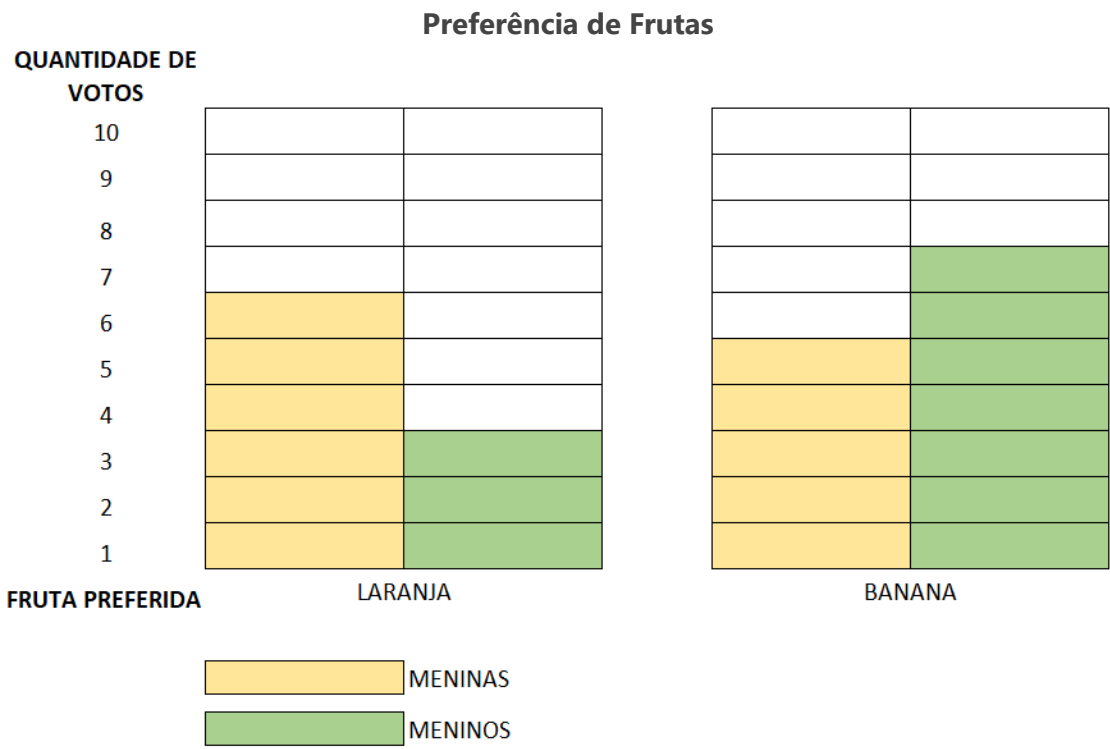 Preferência de Frutas
QUANTIDADE DE
VOTOS
10
9
8
7
6
5
4
3
2
1
FRUTA PREFERIDA
LARANJA
BANANA
MENINAS
MENINOS